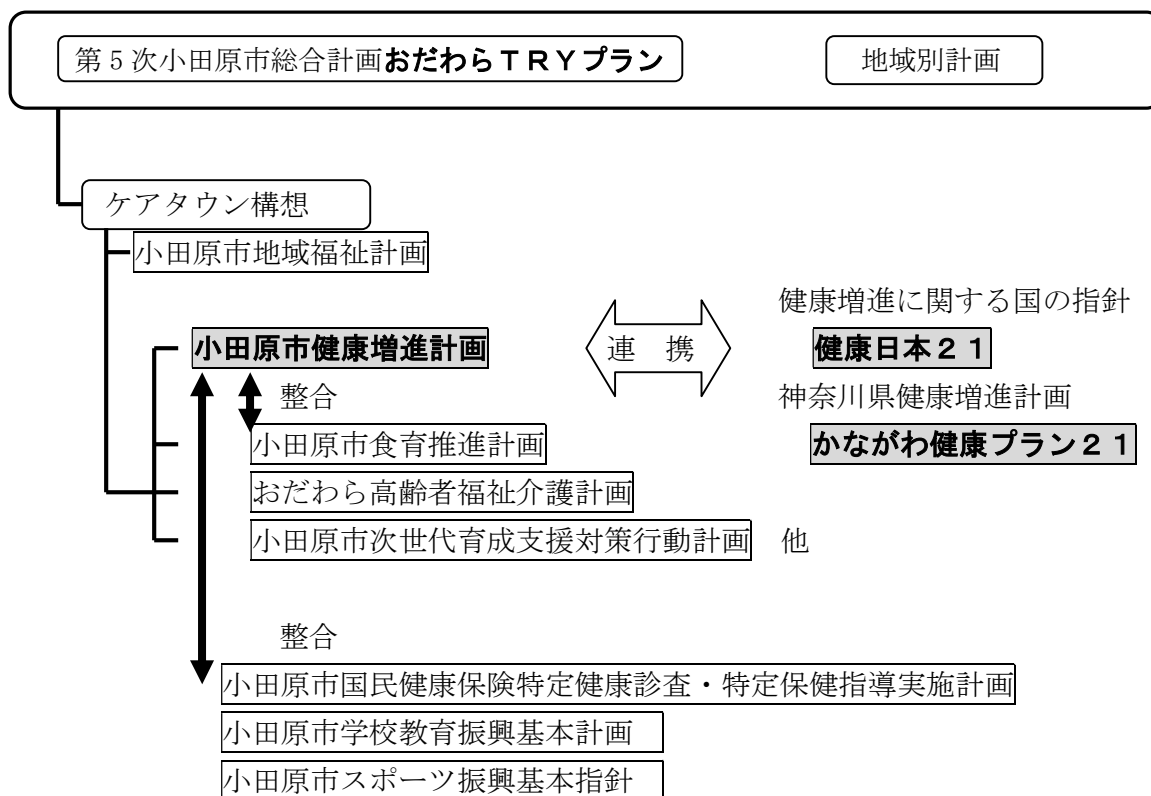 第5次小田原市総合計画おだわらTRYプラン 地域別計画
ケアタウン構想
小田原市地域福祉計画
健康増進に関する国の指針
小田原市健康増進計画 連 携 健康日本21
整合 神奈川県健康増進計画
小田原市食育推進計画 かながわ健康プラン21
おだわら高齢者福祉介護計画
小田原市次世代育成支援対策行動計画 他
整合
小田原市国民健康保険特定健康診査・特定保健指導実施計画
小田原市学校教育振興基本計画
小田原市スポーツ振興基本指針